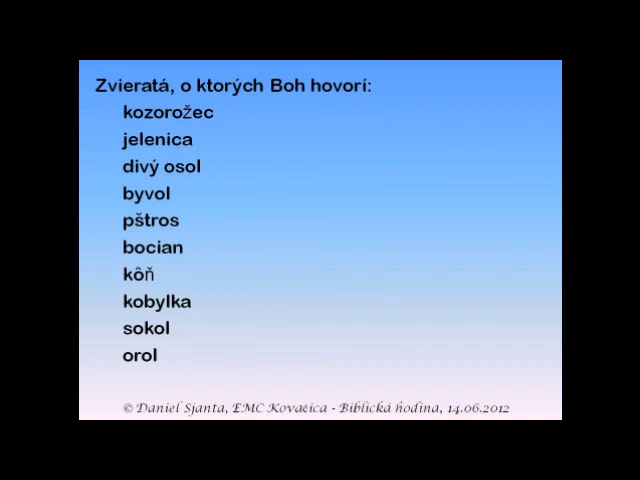 Zvieratá, o ktorých Boh hovorí:
kozorožec
jelenica
divý osol
byvol
pštros
bocian
kôň
kobylka
sokol
orol
© Daniel Sjanta, EMC Kovačica - Biblická hodina, 14.06.2012